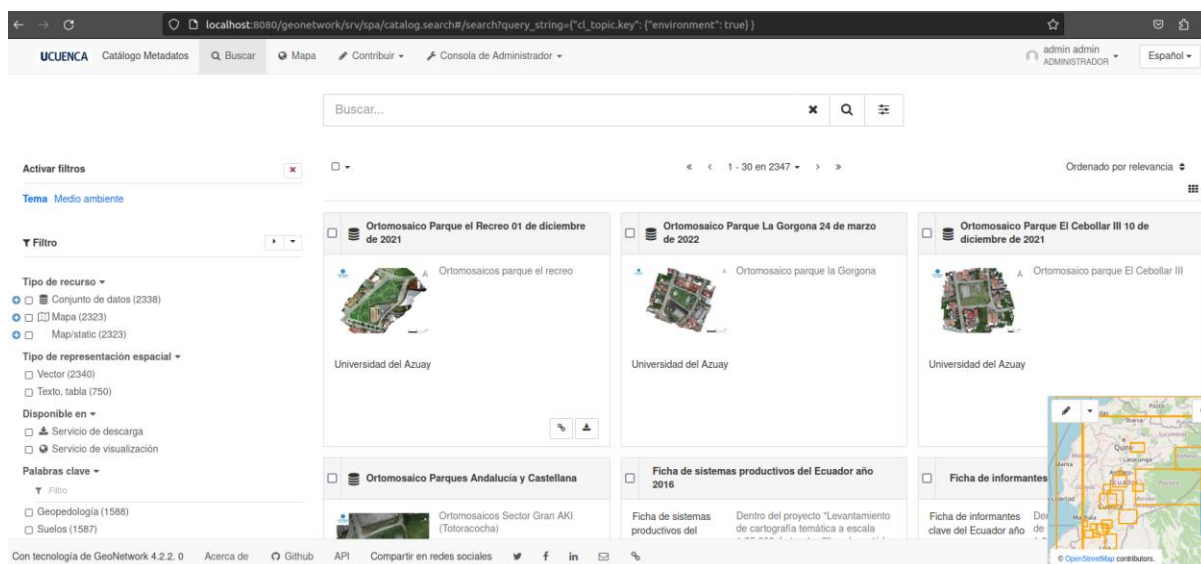 localhost:8080/geonetwork/srv/spa/catalog.search#/search?query_string={"cl_topic.key": {"environment": true}}
UCUENCA Catálogo Metadatos Buscar Mapa Contribuir Consola de Administrador admin admin Español
ADMINISTRADOR
Buscar...
Activar filtros 1 - 30 en 2347 Ordenado por relevancia
Tema Medio ambiente
Filtro
Tipo de recurso
Conjunto de datos (2338)
Mapa (2323)
Map/static (2323)
Tipo de representación espacial
Vector (2340)
Texto, tabla (750)
Disponible en
Servicio de descarga
Servicio de visualización
Palabras clave
Filtro
Geopedología (1588)
Suelos (1587)
Ortomosaico Parque el Recreo 01 de diciembre
de 2021
Ortomosaicos parque el recreo
Universidad del Azuay
Ortomosaico Parque La Gorgona 24 de marzo
de 2022
Ortomosaico parque la Gorgona
Universidad del Azuay
Ortomosaico Parque El Cebollar III 10 de
diciembre de 2021
Ortomosaico parque El Cebollar III
Universidad del Azuay
Ortomosaico Parques Andalucía y Castellana
Ortomosaicos Sector Gran AKI
(Totoracocha)
Ficha de sistemas productivos del Ecuador año
2016
Ficha de sistemas
productivos del
Dentro del proyecto "Levantamiento
de cartografía temática a escala
Ficha de informantes
Ficha de informantes
clave del Ecuador año
Quito
Latacunga
Cuenca
© OpenStreetMap contributors.
Con tecnología de GeoNetwork 4.2.2. 0 Acerca de Github API Compartir en redes sociales